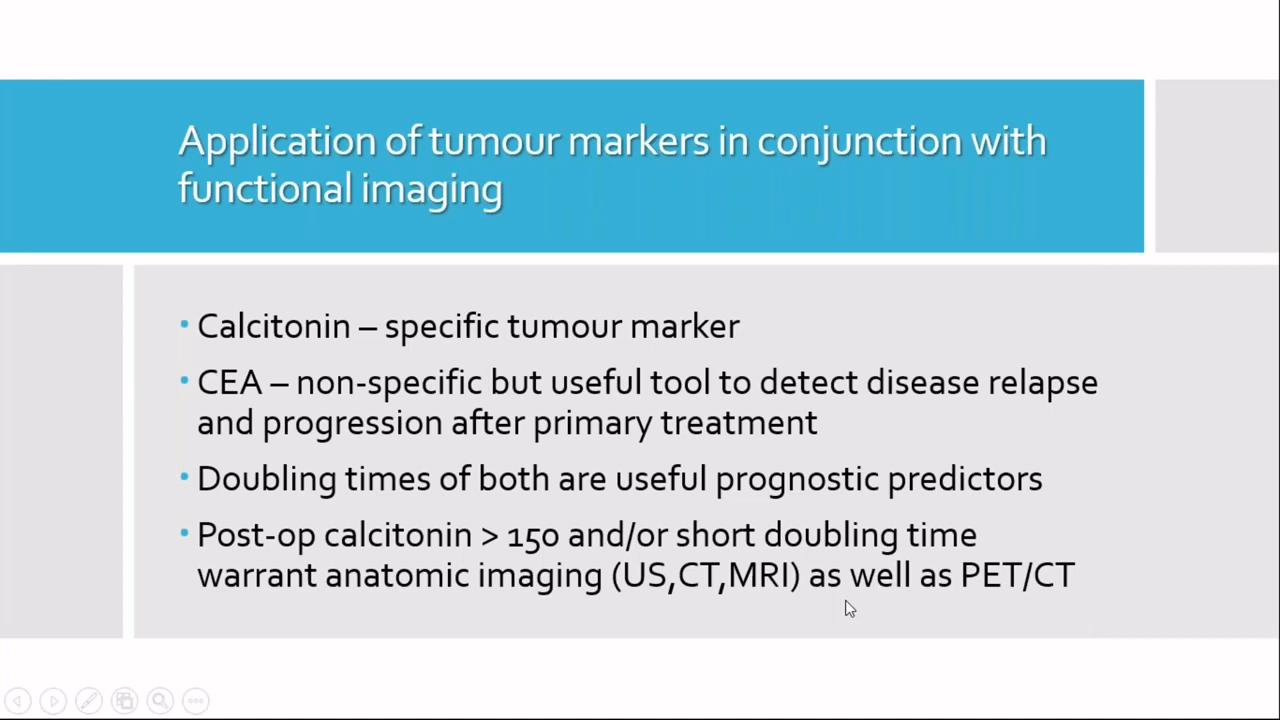 Application of tumour markers in conjunction with
functional imaging
• Calcitonin – specific tumour marker
• CEA – non-specific but useful tool to detect disease relapse
and progression after primary treatment
• Doubling times of both are useful prognostic predictors
• Post-op calcitonin > 150 and/or short doubling time
warrant anatomic imaging (US,CT,MRI) as well as PET/CT